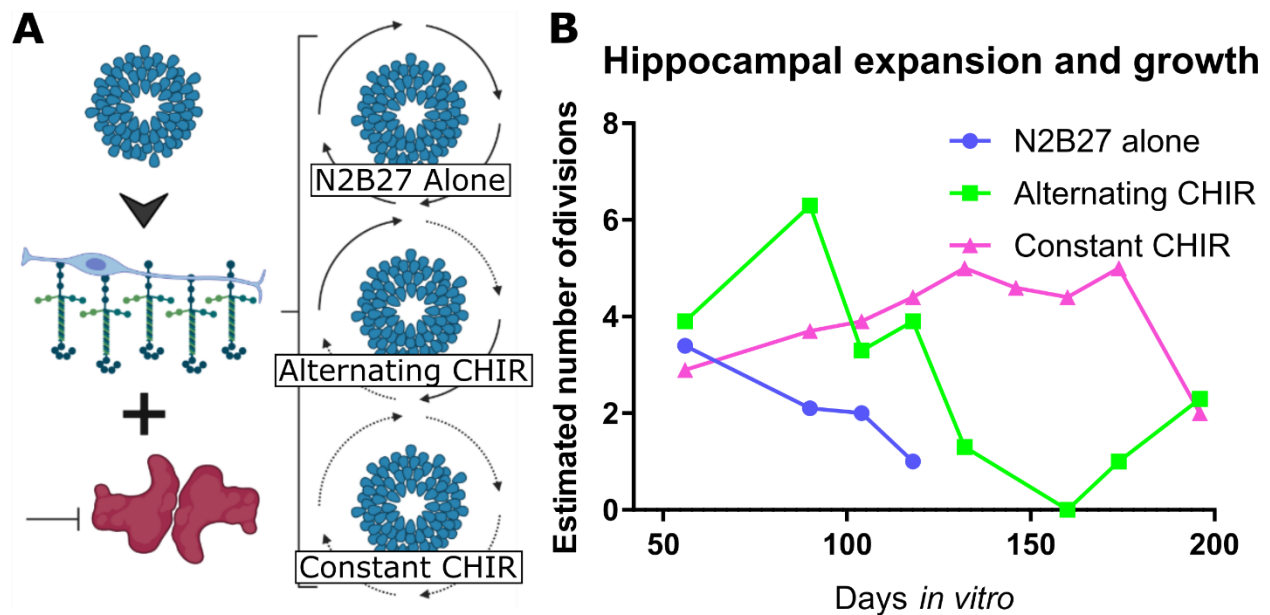 A
N2B27 Alone
Alternating CHIR
Constant CHIR
B
Hippocampal expansion and growth
Estimated number ofdivisions
8
6
4
2
0
50
100
150
200
Days in vitro
N2B27 alone
Alternating CHIR
Constant CHIR